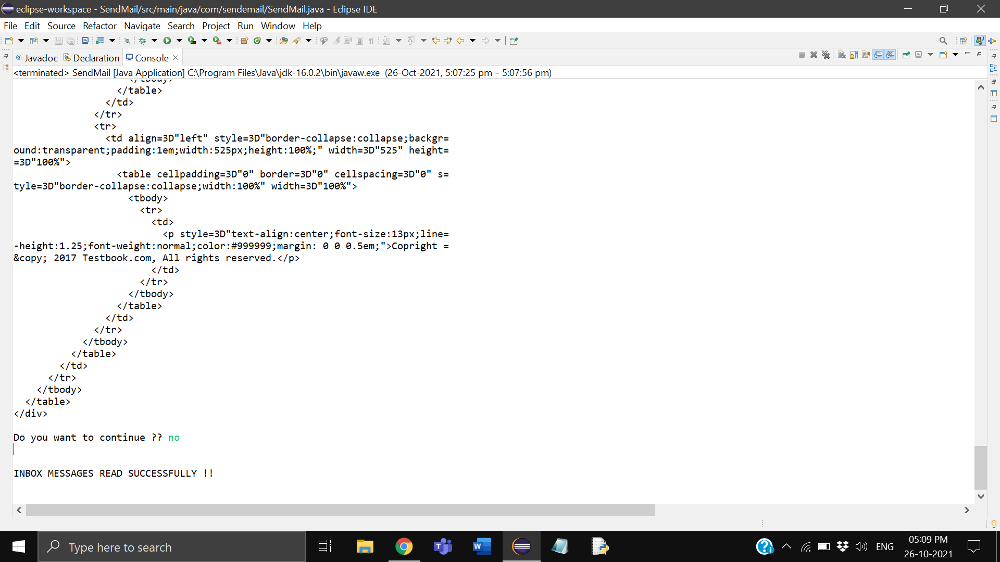 eclipse-workspace - SendMail/src/main/java/com/sendemail/SendMail.java - Eclipse IDE
File Edit Source Refactor Navigate Search Project Run Window Help
@ Javadoc Declaration Console
<terminated> SendMail [Java Application] C:\Program Files\Java\jdk-16.0.2\bin\javaw.exe (26-Oct-2021, 5:07:25 pm – 5:07:56 pm)
</tbody>
</table>
</td>
</tr>
<tr>
<td align=3D"left" style=3D"border-collapse:collapse;backgr=
ound:transparent;padding:1em;width:525px;height:100%;" width=3D"525" height=
=3D"100%">
<table cellpadding=3D"0" border=3D"0" cellspacing=3D"0" s=
tyle=3D"border-collapse:collapse;width:100%" width=3D"100%">
<tbody>
<tr>
<td>
<p style=3D"text-align:center;font-size:13px;line=
-height:1.25;font-weight:normal;color:#999999;margin: 0 0 0.5em;">Copright =
&copy; 2017 Testbook.com, All rights reserved.</p>
</td>
</tr>
</tbody>
</table>
</td>
</tr>
</tbody>
</table>
</td>
</tr>
</tbody>
</table>
</div>
Do you want to continue ?? no
INBOX MESSAGES READ SUCCESSFULLY !!
Type here to search
ENG
05:09 PM
26-10-2021